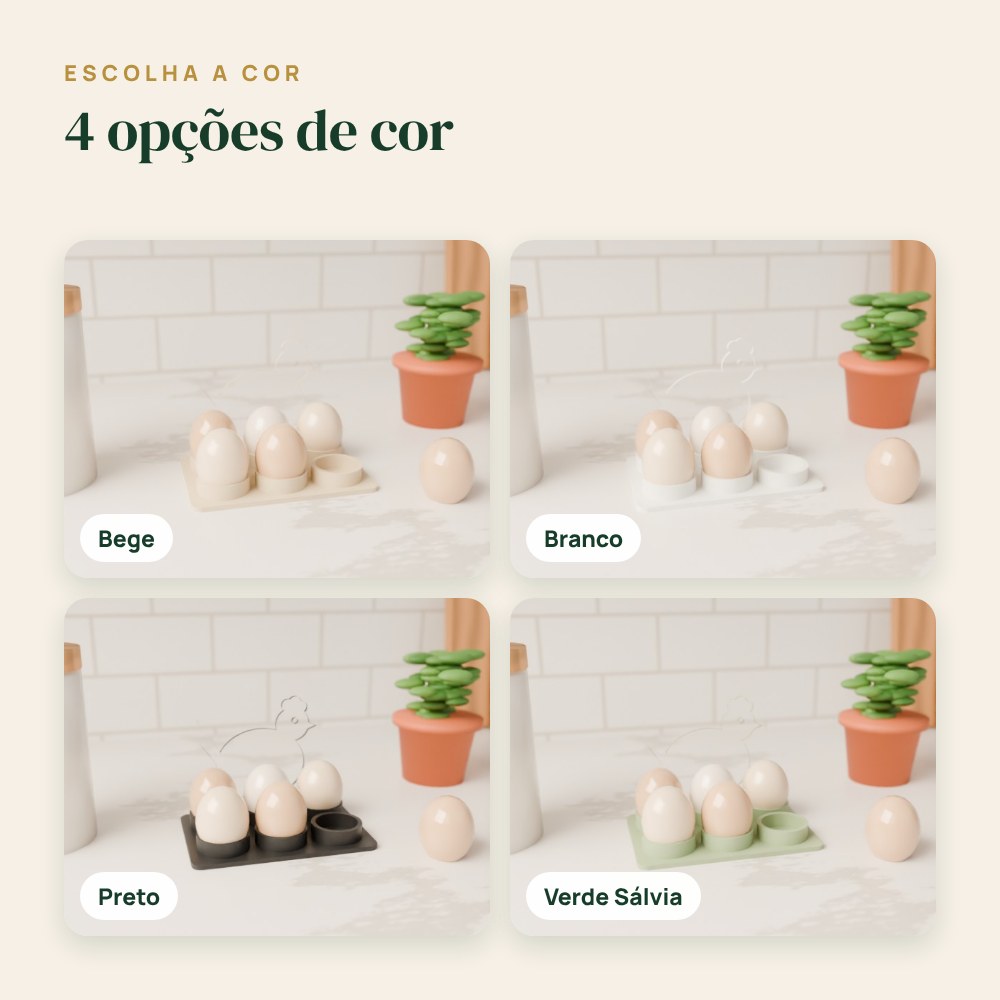 ESCOLHA A COR
4 opções de cor
Bege
Branco
Preto
Verde Sálvia